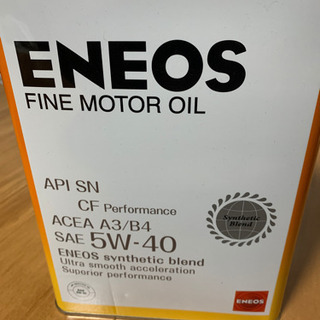 ENEOS
FINE MOTOR OIL
API SN
CF Performance
ACEA A3/B4
SAE 5W-40
ENEOS synthetic blend
Ultra smooth acceleration
Superior performance
Synthetic
Blend
ENEOS